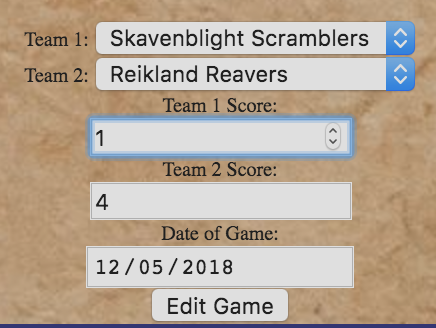 Team 1: Skavenblight Scramblers
Team 2: Reikland Reavers
Team 1 Score:
1
Team 2 Score:
4
Date of Game:
12/05/2018
Edit Game